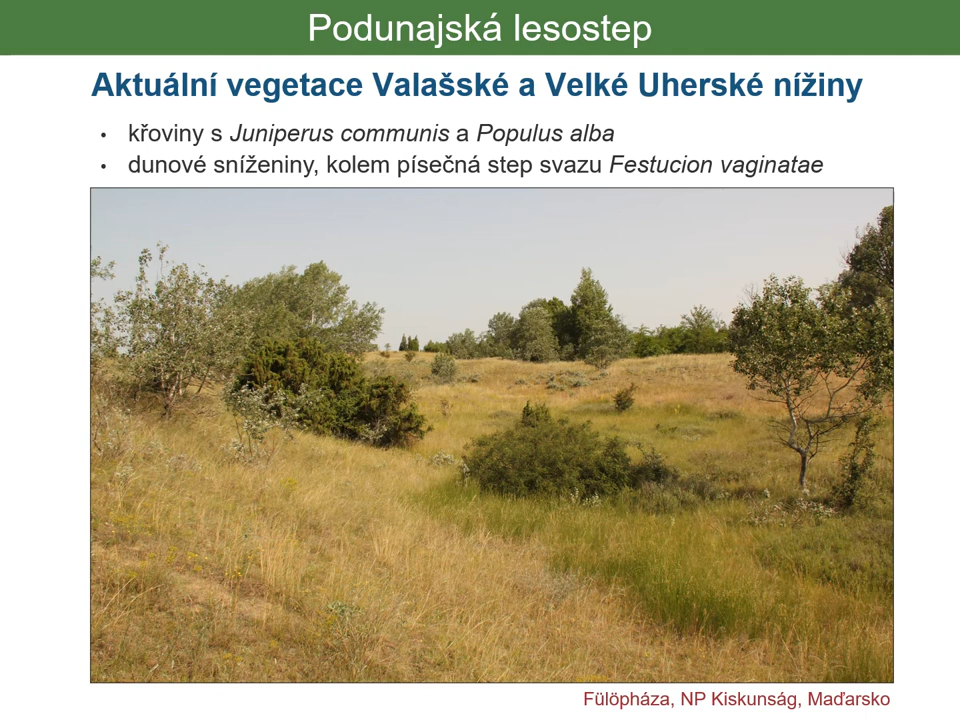 Podunajská lesostep
Aktuální vegetace Valašské a Velké Uherské nížiny
• křoviny s Juniperus communis a Populus alba
• dunové sníženiny, kolem písečná step svazu Festucion vaginatae
Fülöpháza, NP Kiskunság, Maďarsko